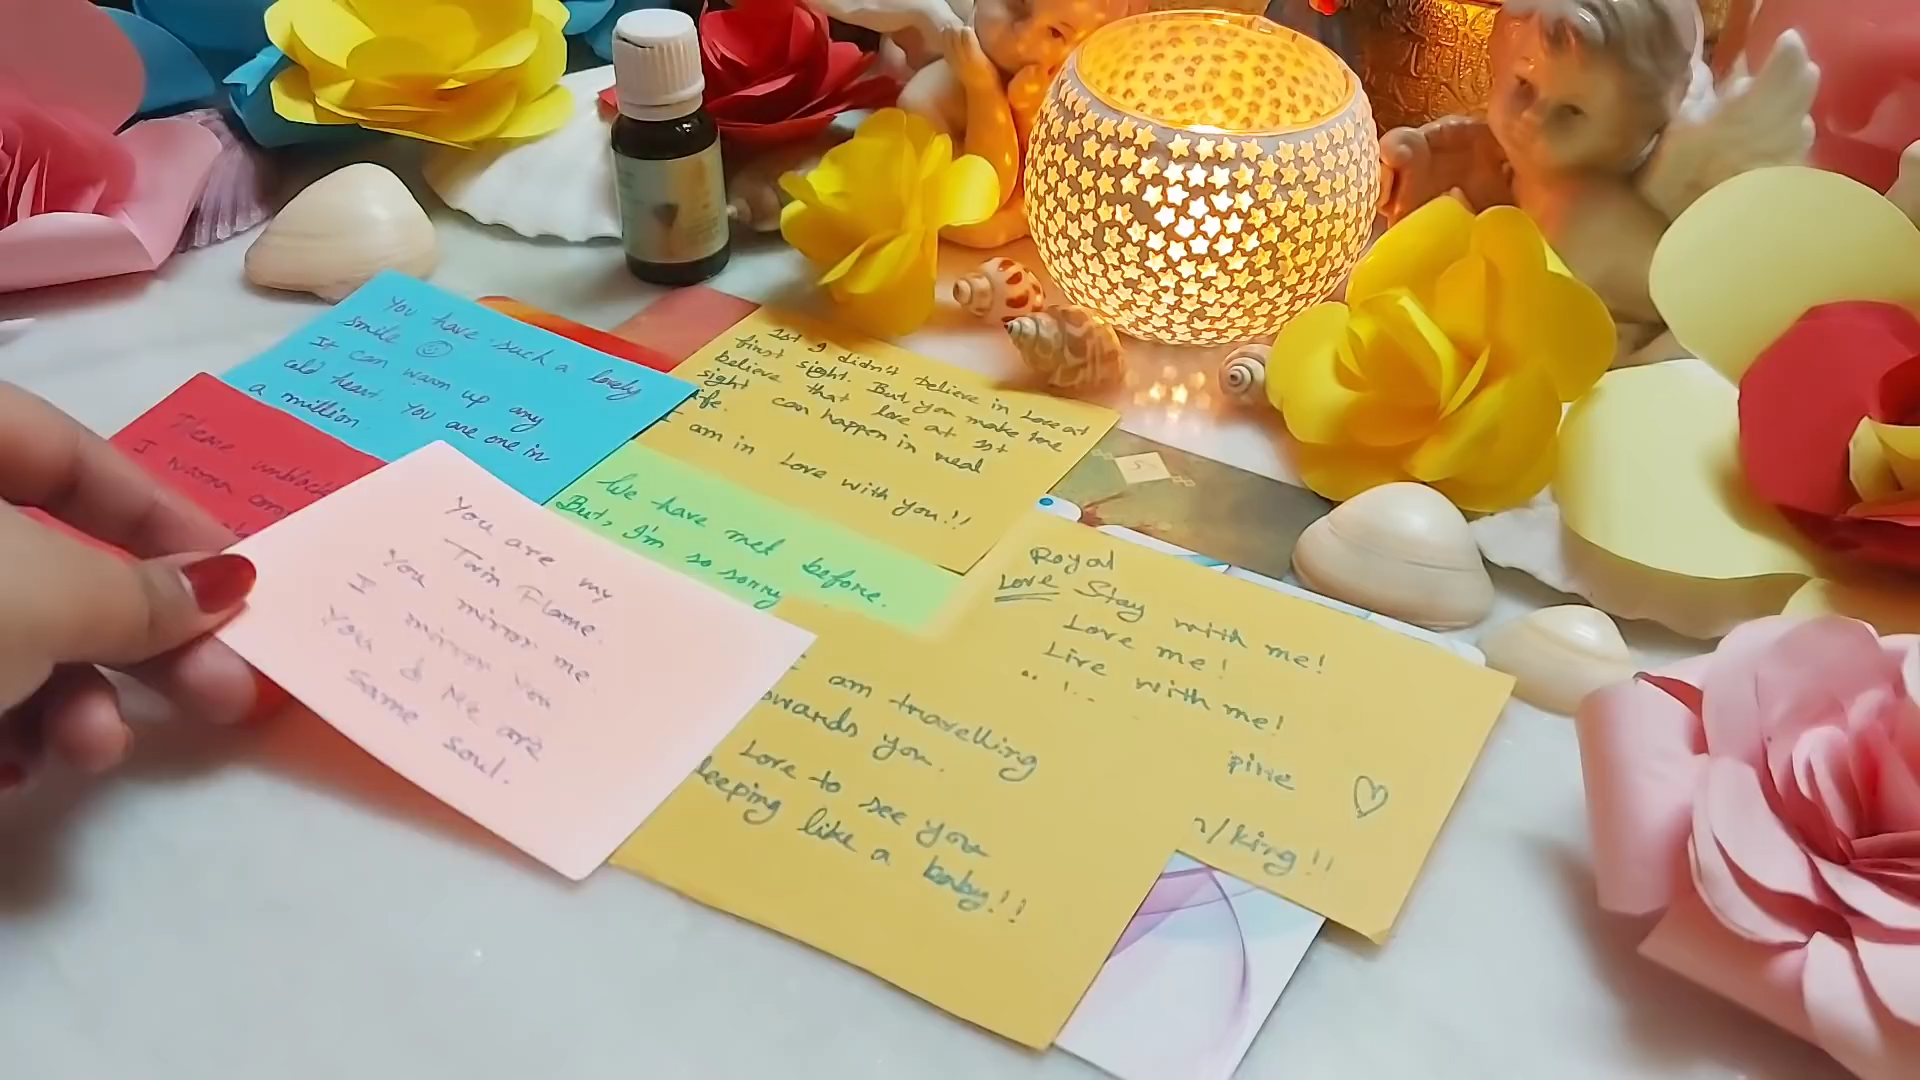 You have such a lovely
smile
It can warm up any
cold heart. You are one in
a million.
1st I didn't believe in Love at
first sight. But you make me
believe that love at 1st
sight can happen in real
life.
I am in Love with you!!
Please unblock
I wanna
We have met before.
But, I'm so sorry
You are my
Twin Flame.
You mirror me.
I mirror you
You & Me are
same soul.
Royal
Love Stay with me!
Love me!
Live with me!
I am travelling
towards you.
Love to see you
sleeping like a baby!!
/king!!